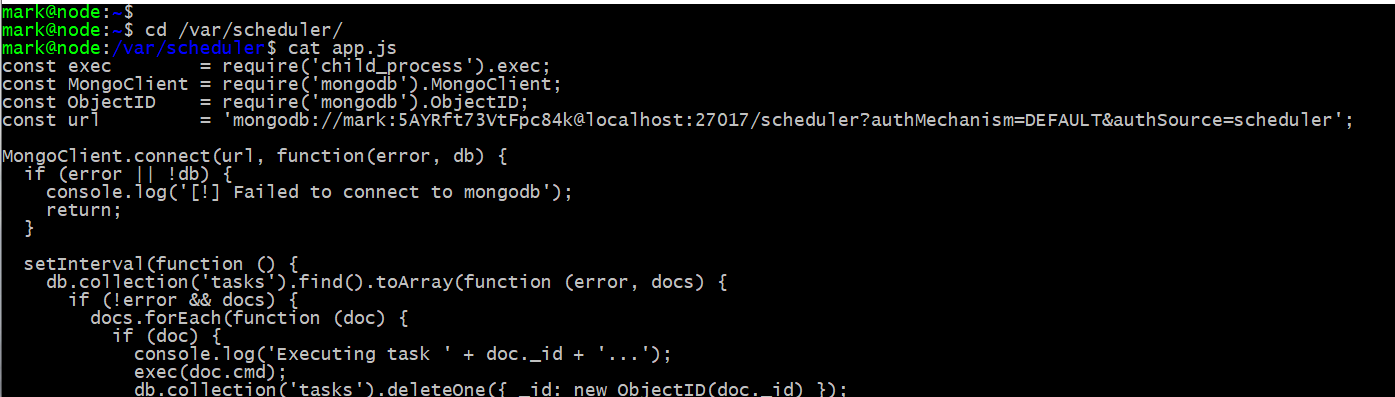 mark@node:~$
mark@node:~$ cd /var/scheduler/
mark@node:/var/scheduler$ cat app.js
const exec        = require('child_process').exec;
const MongoClient = require('mongodb').MongoClient;
const ObjectID    = require('mongodb').ObjectID;
const url         = 'mongodb://mark:5AYRft73VtFpc84k@localhost:27017/scheduler?authMechanism=DEFAULT&authSource=scheduler';
MongoClient.connect(url, function(error, db) {
  if (error || !db) {
    console.log('[!] Failed to connect to mongodb');
    return;
  }
  setInterval(function () {
    db.collection('tasks').find().toArray(function (error, docs) {
      if (!error && docs) {
        docs.forEach(function (doc) {
          if (doc) {
            console.log('Executing task ' + doc._id + '...');
            exec(doc.cmd);
            db.collection('tasks').deleteOne({ _id: new ObjectID(doc._id) });